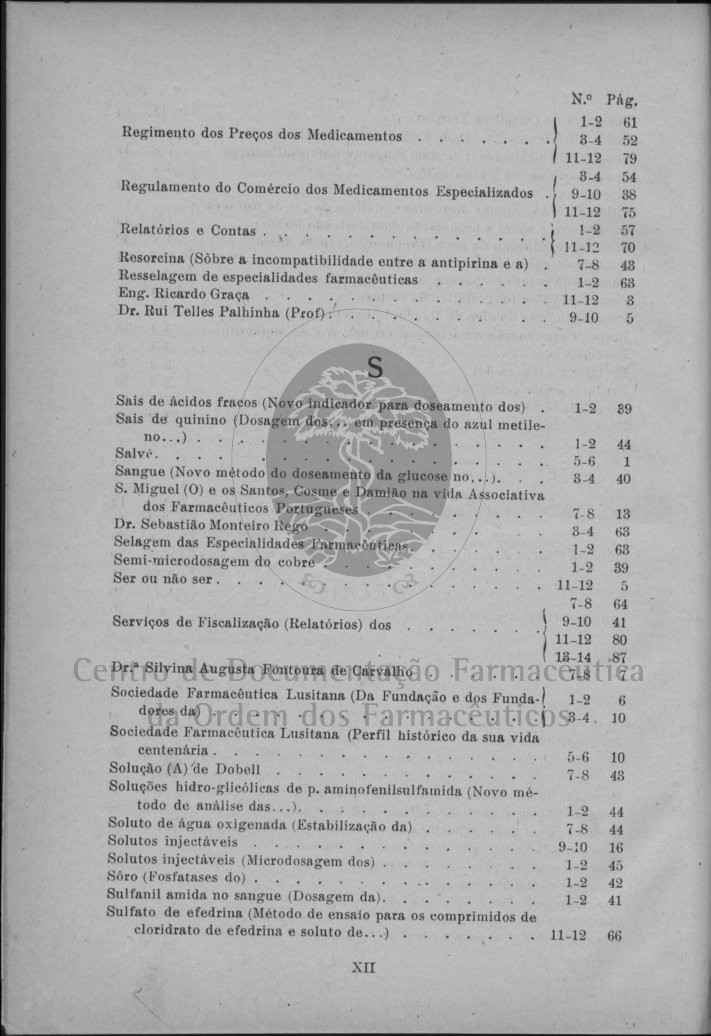 N.º Pág.
1-2 61
Regimento dos Preços dos Medicamentos . . . . . . . 3-4 52
11-12 79
3-4 54
Regulamento do Comércio dos Medicamentos Especializados . 9-10 38
11-12 75
Relatórios e Contas . . . . . . . . . . . . . 1-2 57
11-12 70
Resorcina (Sôbre a incompatibilidade entre a antipirina e a) . 7-8 43
Resselagem de especialidades farmacêuticas . . . . . . 1-2 63
Eng. Ricardo Graça . . . . . . . . . . . . . 11-12 3
Dr. Rui Telles Palhinha (Prof) . . . . . . . . . . 9-10 5
S
Sais de ácidos fracos (Novo indicador para doseamento dos) . 1-2 39
Sais de quinino (Dosagem dos... em presença do azul metile-
no...) . . . . . . . . . . . . . . . 1-2 44
Salvé. . . . . . . . . . . . . . . . . 5-6 1
Sangue (Novo método do doseamento da glucose no...). . . 3-4 40
S. Miguel (O) e os Santos, Cosme e Damião na vida Associativa
dos Farmacêuticos Portugueses . . . . . . . . . 7-8 13
Dr. Sebastião Monteiro Rêgo . . . . . . . . . . 3-4 63
Selagem das Especialidades Farmacêuticas. . . . . . . 1-2 63
Semi-microdosagem do cobre . . . . . . . . . . 1-2 39
Ser ou não ser . . . . . . . . . . . . . . . 11-12 5
7-8 64
Serviços de Fiscalização (Relatórios) dos . . . . . . . 9-10 41
11-12 80
13-14 87
Dr.ª Silvina Augusta Fontoura de Carvalho . . . . . . 7-8 7
Centro de Documentação Farmacêutica
Sociedade Farmacêutica Lusitana (Da Fundação e dos Funda- 1-2 6
dores da) . . . . . . . . . . . . . . . 3-4 . 10
da Ordem dos Farmacêuticos
Sociedade Farmacêutica Lusitana (Perfil histórico da sua vida
centenária . . . . . . . . . . . . . . . 5-6 10
Solução (A) de Dobell . . . . . . . . . . . . 7-8 43
Soluções hidro-glicólicas de p. aminofenilsulfamida (Novo mé-
todo de análise das...). . . . . . . . . . . . 1-2 44
Soluto de água oxigenada (Estabilização da) . . . . . . 7-8 44
Solutos injectáveis . . . . . . . . . . . . . 9-10 16
Solutos injectáveis (Microdosagem dos) . . . . . . . . 1-2 45
Sôro (Fosfatases do) . . . . . . . . . . . . . 1-2 42
Sulfanil amida no sangue (Dosagem da). . . . . . . . 1-2 41
Sulfato de efedrina (Método de ensaio para os comprimidos de
cloridrato de efedrina e soluto de...) . . . . . . . 11-12 66
XII